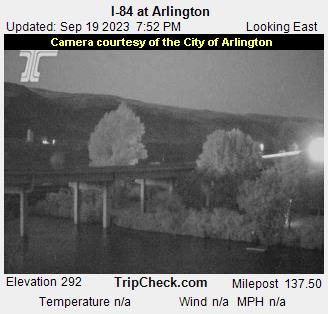 I-84 at Arlington
Updated: Sep 19 2023 7:52 PM Looking East
Camera courtesy of the City of Arlington
Elevation 292 TripCheck.com Milepost 137.50
Temperature n/a Wind n/a MPH n/a